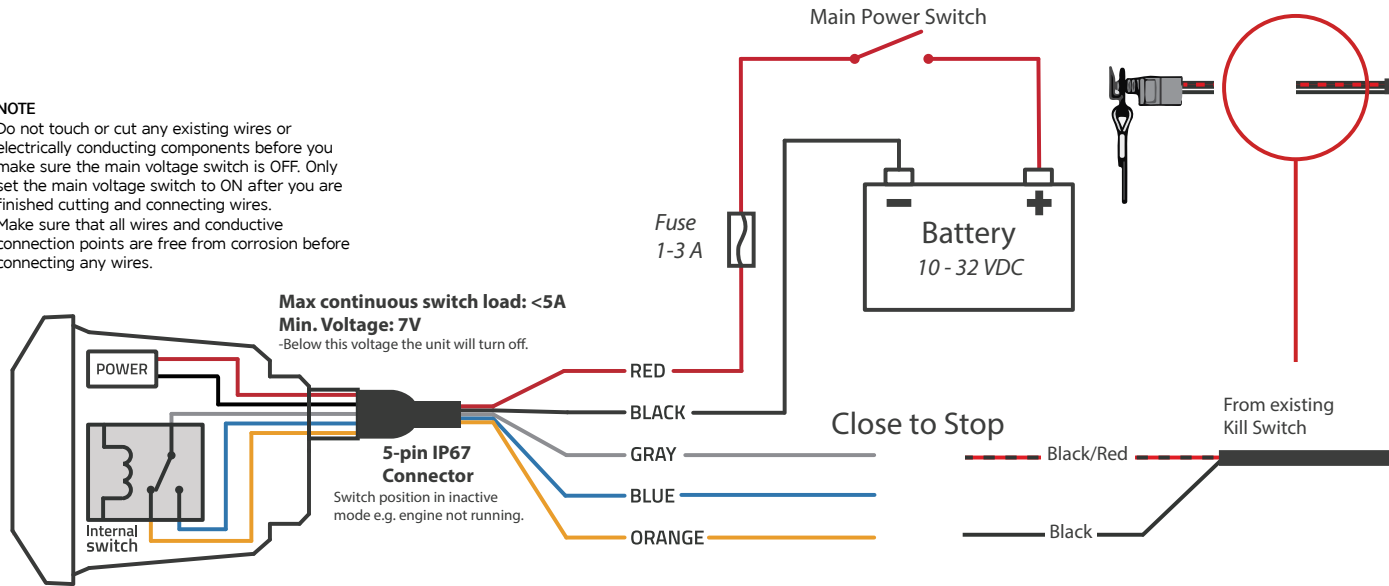 Main Power Switch
NOTE
Do not touch or cut any existing wires or
electrically conducting components before you
make sure the main voltage switch is OFF. Only
set the main voltage switch to ON after you are
finished cutting and connecting wires.
Make sure that all wires and conductive
connection points are free from corrosion before
connecting any wires.
Fuse
1-3 A
Battery
10 - 32 VDC
Max continuous switch load: <5A
Min. Voltage: 7V
-Below this voltage the unit will turn off.
POWER
RED
BLACK
GRAY
BLUE
ORANGE
Close to Stop
From existing
Kill Switch
Black/Red
Black
5-pin IP67
Connector
Switch position in inactive
mode e.g. engine not running.
Internal
switch